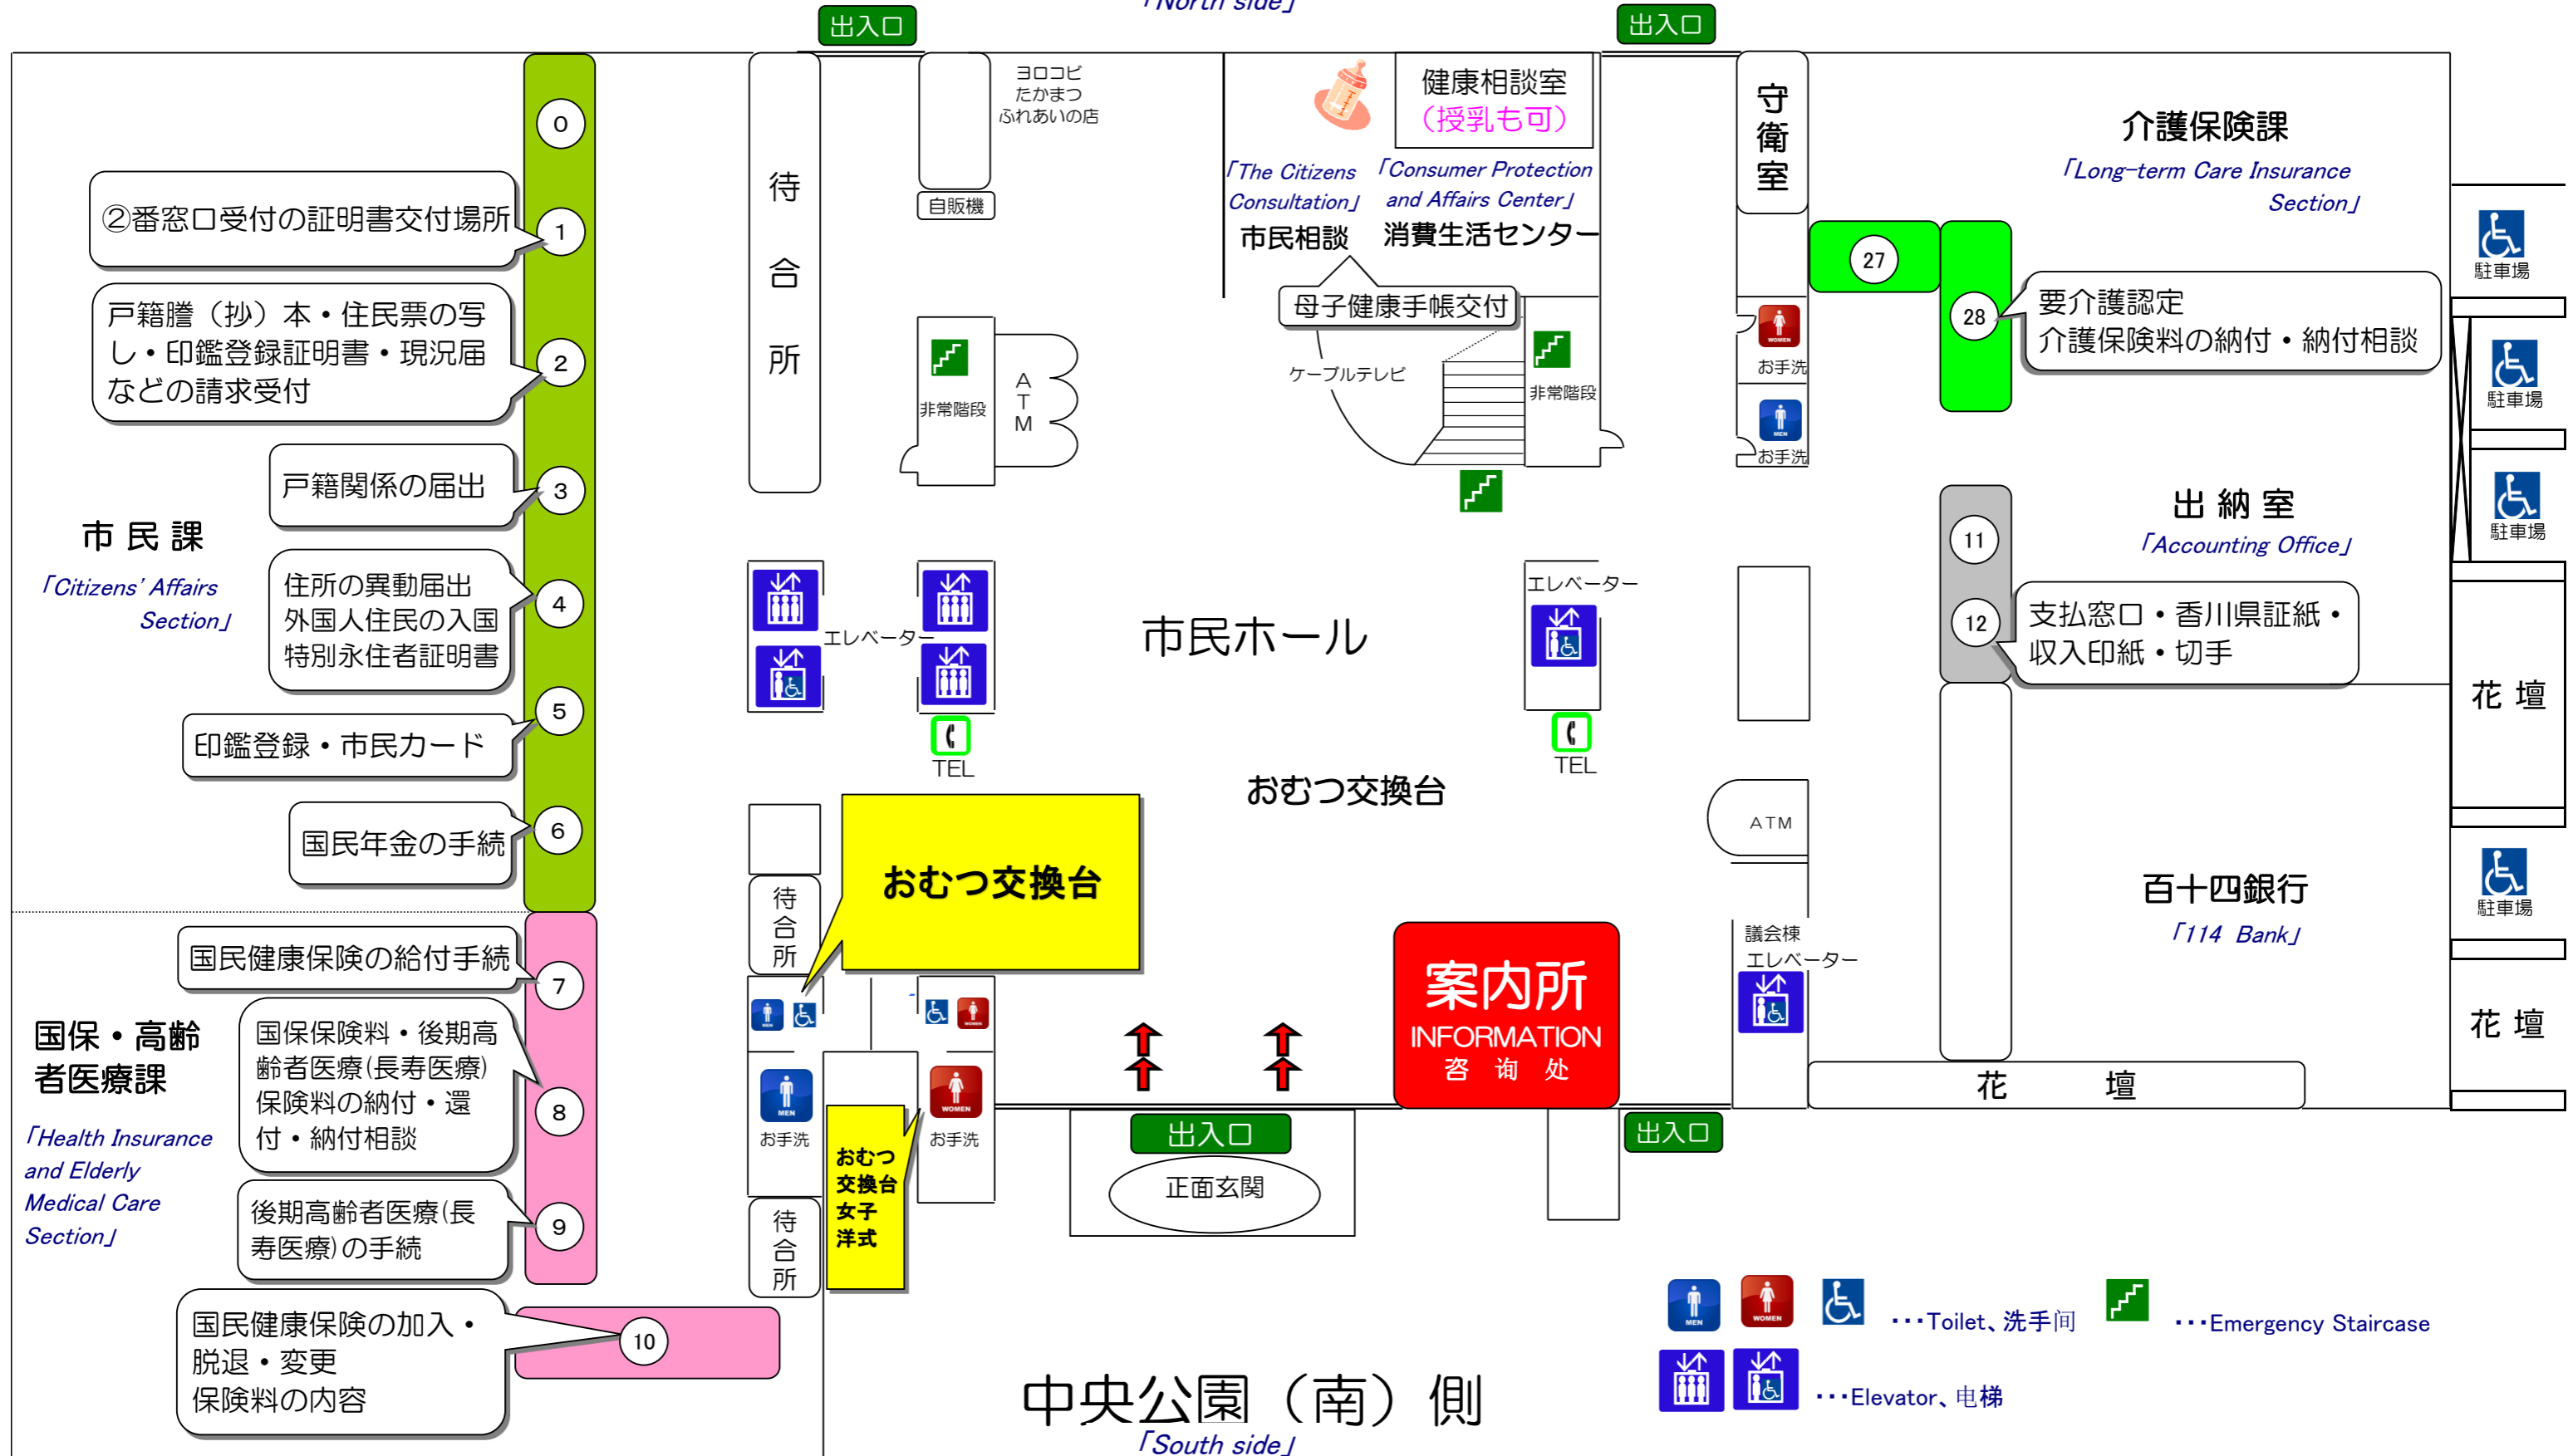 「North side」
出入口
出入口
0
②番窓口受付の証明書交付場所
1
戸籍謄（抄）本・住民票の写
し・印鑑登録証明書・現況届
などの請求受付
2
戸籍関係の届出
3
市 民 課
「Citizens' Affairs
Section」
住所の異動届出
外国人住民の入国
特別永住者証明書
4
印鑑登録・市民カード
5
国民年金の手続
6
国民健康保険の給付手続
7
国保・高齢
者医療課
「Health Insurance
and Elderly
Medical Care
Section」
国保保険料・後期高
齢者医療(長寿医療)
保険料の納付・還
付・納付相談
8
後期高齢者医療(長
寿医療)の手続
9
国民健康保険の加入・
脱退・変更
保険料の内容
10
待合所
ヨロコビ
たかまつ
ふれあいの店
自販機
非常階段
ATM
エレベーター
TEL
待合所
おむつ交換台
MEN
WOMEN
MEN
お手洗
WOMEN
お手洗
おむつ
交換台
女子
洋式
待合所
健康相談室
（授乳も可）
「The Citizens
Consultation」
市民相談
「Consumer Protection
and Affairs Center」
消費生活センター
母子健康手帳交付
ケーブルテレビ
非常階段
市民ホール
エレベーター
TEL
おむつ交換台
案内所
INFORMATION
咨 询 处
出入口
正面玄関
出入口
守衛室
WOMEN
お手洗
MEN
お手洗
ATM
議会棟
エレベーター
介護保険課
「Long-term Care Insurance
Section」
27
28
要介護認定
介護保険料の納付・納付相談
出 納 室
「Accounting Office」
11
12
支払窓口・香川県証紙・
収入印紙・切手
百十四銀行
「114 Bank」
花 壇
駐車場
駐車場
駐車場
花 壇
駐車場
花 壇
MEN
WOMEN
・・・Toilet、洗手间
・・・Emergency Staircase
・・・Elevator、电梯
中央公園（南）側
「South side」